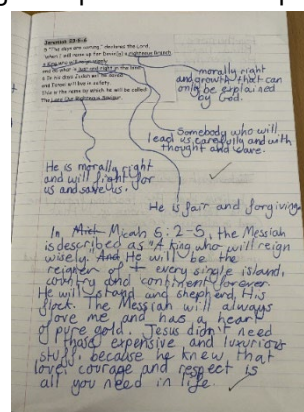 Jeremiah 23:5-6
5 "The days are coming," declares the Lord,
"when I will raise up for David[a] a righteous Branch,
a King who will reign wisely
and do what is just and right in the land.
6 In his days Judah will be saved
and Israel will live in safety.
This is the name by which he will be called:
The Lord Our Righteous Saviour.
morally right
and growth that can
only be explained
by God.
Somebody who will
lead us carefully and with
thought and care.
He is morally right
and will fight for
us and save us.
He is fair and forgiving
In Micah 5:2-5, the Messiah
is described as "A king who will reign
wisely." He will be the
reigner of every single island,
country and continent forever.
He will stand and shepherd His
flock. The Messiah will always
love me and has a heart
of pure gold. Jesus didn't need
those expensive and luxurious
stuff, because he knew that
love, courage and respect is
all you need in life.